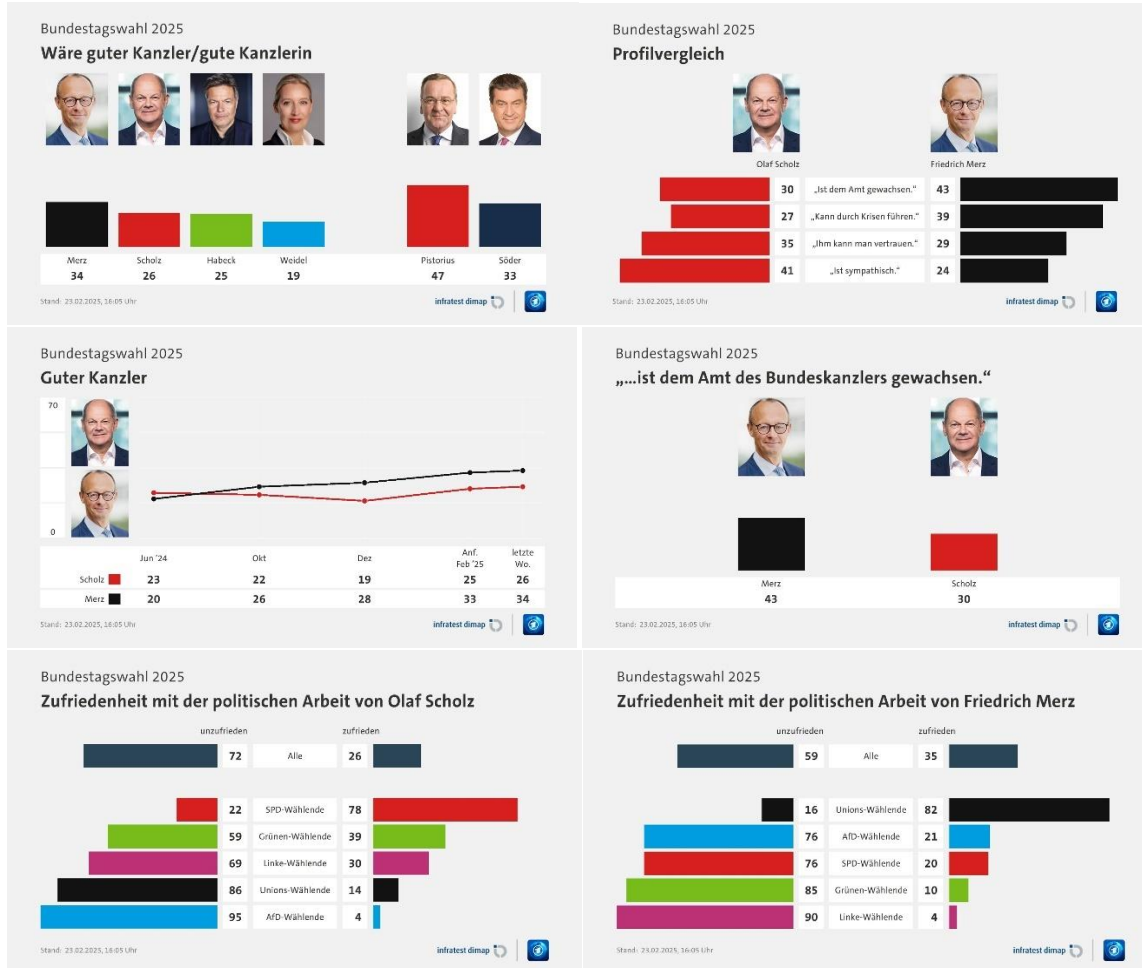 Bundestagswahl 2025
Wäre guter Kanzler/gute Kanzlerin
Merz Scholz Habeck Weidel Pistorius Söder
34 26 25 19 47 33
Stand: 23.02.2025, 16:05 Uhr infratest dimap
Bundestagswahl 2025
Profilvergleich
Olaf Scholz Friedrich Merz
30 „Ist dem Amt gewachsen.“ 43
27 „Kann durch Krisen führen.“ 39
35 „Ihm kann man vertrauen.“ 29
41 „Ist sympathisch.“ 24
Stand: 23.02.2025, 16:05 Uhr infratest dimap
Bundestagswahl 2025
Guter Kanzler
70
0
Jun '24 Okt Dez Anf. Feb '25 letzte Wo.
Scholz 23 22 19 25 26
Merz 20 26 28 33 34
Stand: 23.02.2025, 16:05 Uhr infratest dimap
Bundestagswahl 2025
„...ist dem Amt des Bundeskanzlers gewachsen.“
Merz Scholz
43 30
Stand: 23.02.2025, 16:05 Uhr infratest dimap
Bundestagswahl 2025
Zufriedenheit mit der politischen Arbeit von Olaf Scholz
unzufrieden zufrieden
72 Alle 26
22 SPD-Wählende 78
59 Grünen-Wählende 39
69 Linke-Wählende 30
86 Unions-Wählende 14
95 AfD-Wählende 4
Stand: 23.02.2025, 16:05 Uhr infratest dimap
Bundestagswahl 2025
Zufriedenheit mit der politischen Arbeit von Friedrich Merz
unzufrieden zufrieden
59 Alle 35
16 Unions-Wählende 82
76 AfD-Wählende 21
76 SPD-Wählende 20
85 Grünen-Wählende 10
90 Linke-Wählende 4
Stand: 23.02.2025, 16:05 Uhr infratest dimap